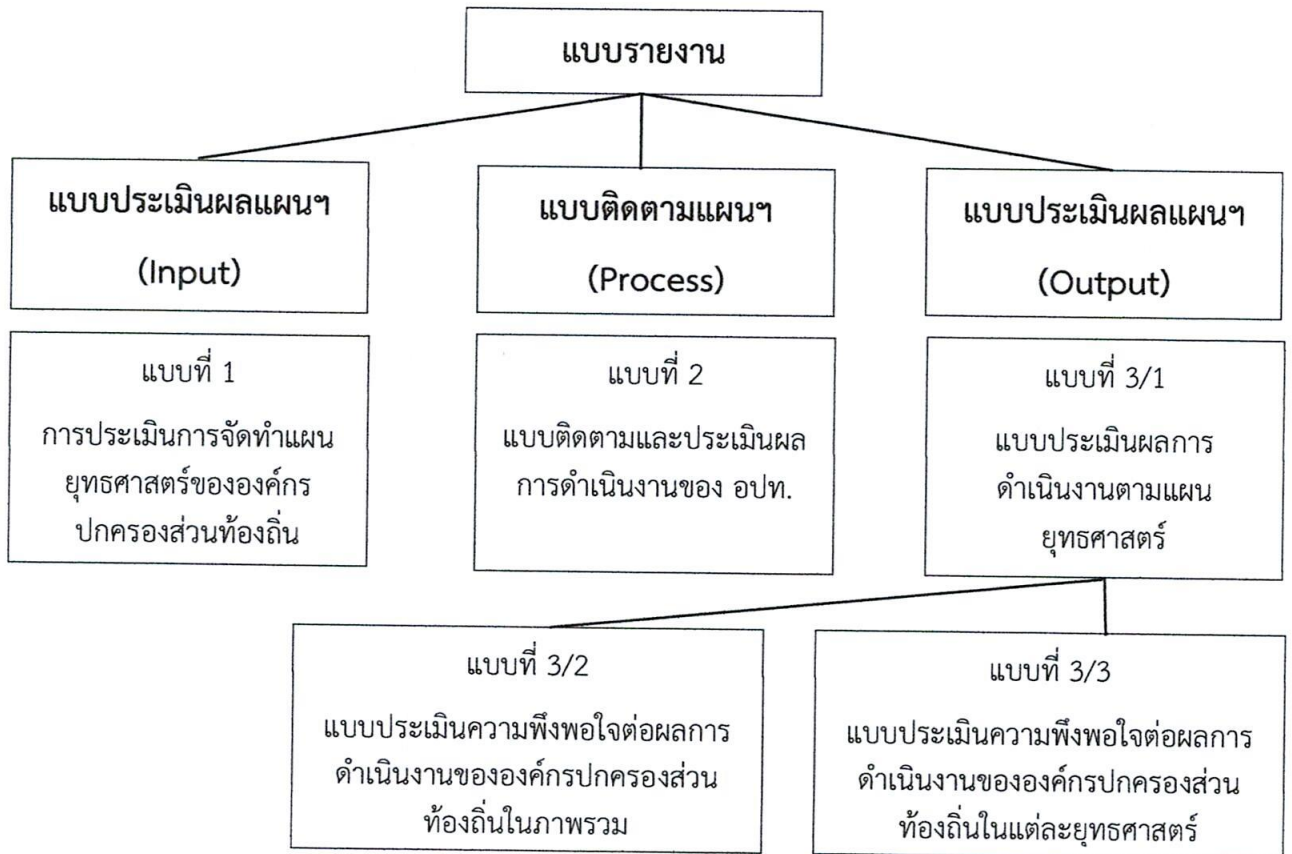 แบบรายงาน
แบบประเมินผลแผนฯ
(Input)
แบบติดตามแผนฯ
(Process)
แบบประเมินผลแผนฯ
(Output)
แบบที่ 1
การประเมินการจัดทำแผน
ยุทธศาสตร์ขององค์กร
ปกครองส่วนท้องถิ่น
แบบที่ 2
แบบติดตามและประเมินผล
การดำเนินงานของ อปท.
แบบที่ 3/1
แบบประเมินผลการ
ดำเนินงานตามแผน
ยุทธศาสตร์
แบบที่ 3/2
แบบประเมินความพึงพอใจต่อผลการ
ดำเนินงานขององค์กรปกครองส่วน
ท้องถิ่นในภาพรวม
แบบที่ 3/3
แบบประเมินความพึงพอใจต่อผลการ
ดำเนินงานขององค์กรปกครองส่วน
ท้องถิ่นในแต่ละยุทธศาสตร์